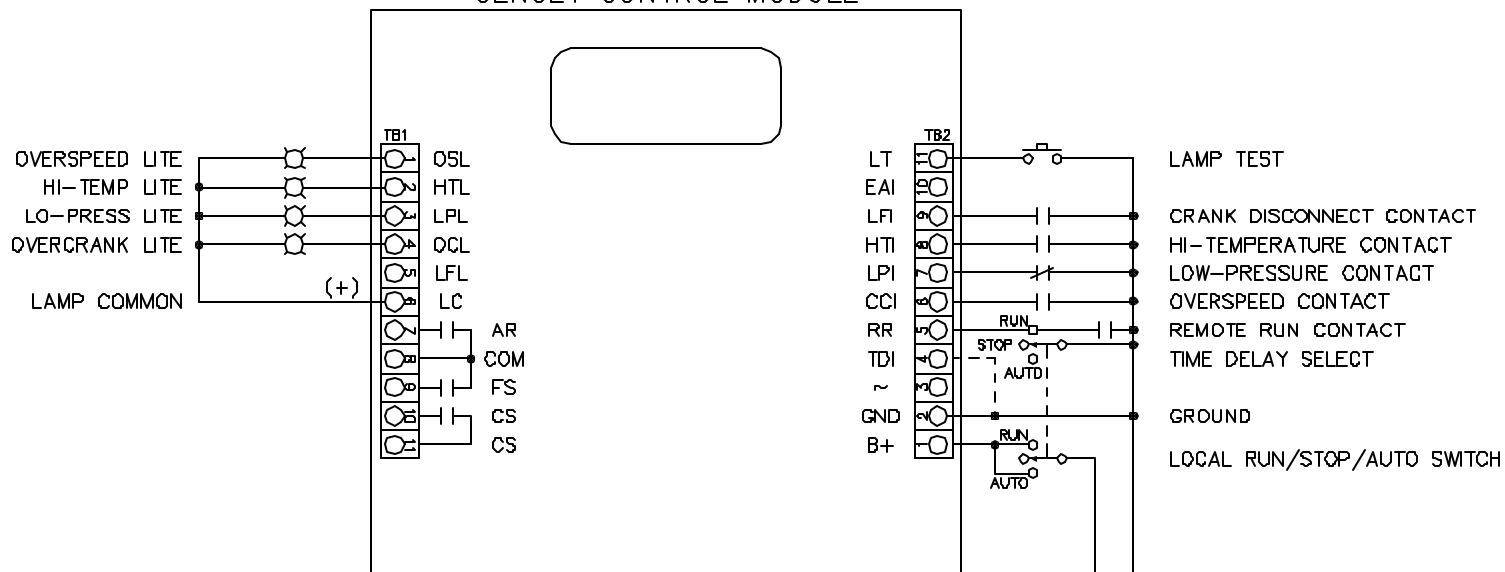 GENSET CONTROL MODULE
TB1
TB2
OVERSPEED LITE
1
OSL
LT
11
LAMP TEST
HI-TEMP LITE
2
HTL
EAI
10
LO-PRESS LITE
3
LPL
LFI
9
CRANK DISCONNECT CONTACT
OVERCRANK LITE
4
OCL
HTI
8
HI-TEMPERATURE CONTACT
5
LFL
LPI
7
LOW-PRESSURE CONTACT
LAMP COMMON
(+)
6
LC
CCI
6
OVERSPEED CONTACT
7
AR
RR
5
RUN
REMOTE RUN CONTACT
STOP
8
COM
TDI
4
TIME DELAY SELECT
AUTO
9
FS
~
3
10
CS
GND
2
GROUND
11
CS
B+
1
RUN
LOCAL RUN/STOP/AUTO SWITCH
AUTO